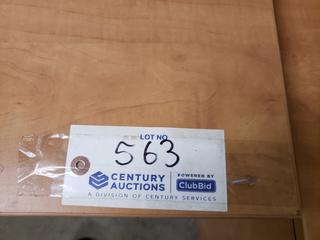 LOT NO
563
CENTURY
AUCTIONS
POWERED BY
ClubBid
A DIVISION OF CENTURY SERVICES